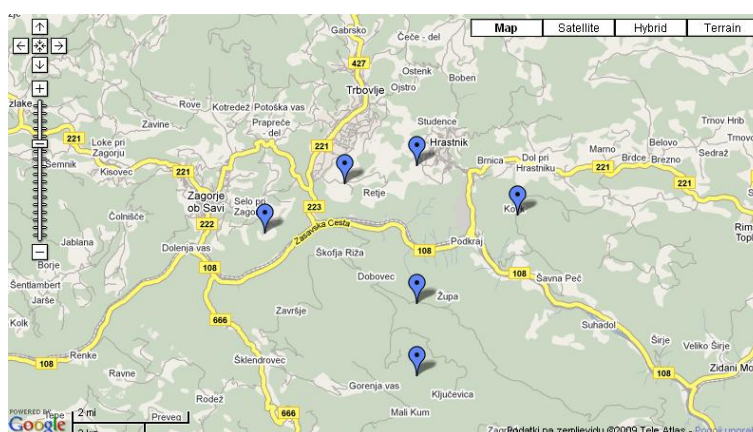 Map Satellite Hybrid Terrain
Gabrsko
Čeče - del
427
Ostenk
Boben
Ojstro
Trbovlje
Kotredež
Potoška vas
Rove
Prapreče
- del
Zavine
Studence
Trnov Hrib
221
Loke pri
Zagorju
221
Hrastnik
Marno
Belovo
Semnik
Kisovec
Brnica
Dol pri
Hrastniku
Brdce
Brezno
Sedraž
221
221
221
Retje
Zagorje
ob Savi
Selo pri
223
Čolnišče
222
Zasavska Cesta
Jablana
Dolenja vas
Škofja Riža
108
Podkraj
Borje
108
Dobovec
108
Šavna Peč
Šentlambert
Jarše
Župa
Završje
Kolk
666
Suhadol
Širje
Veliko Širje
Renke
Šklendrovec
108
Zidani Mo
108
Ravne
Gorenja vas
Ključevica
Rodež
Mali Kum
666
Preveg
POWERED BY
Google
2 mi
Podatki na zemljevidu ©2009 Tele Atlas -